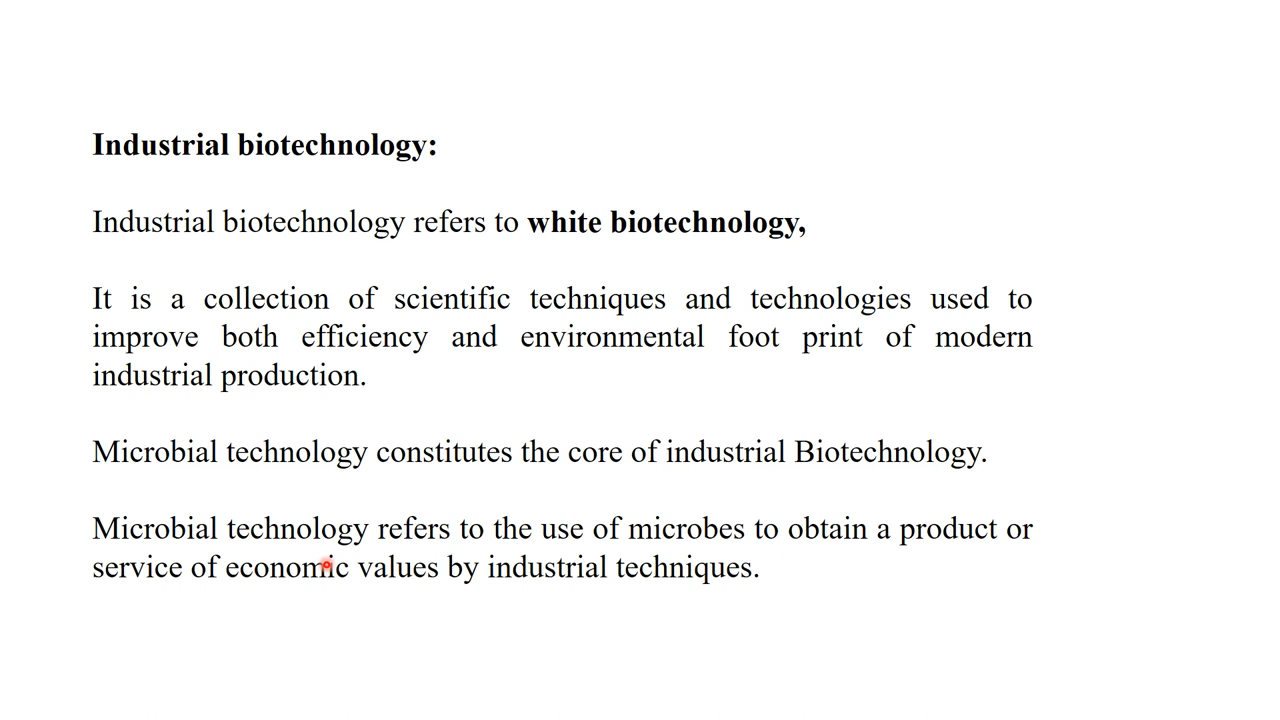 Industrial biotechnology:
Industrial biotechnology refers to white biotechnology,
It is a collection of scientific techniques and technologies used to
improve both efficiency and environmental foot print of modern
industrial production.
Microbial technology constitutes the core of industrial Biotechnology.
Microbial technology refers to the use of microbes to obtain a product or
service of economic values by industrial techniques.